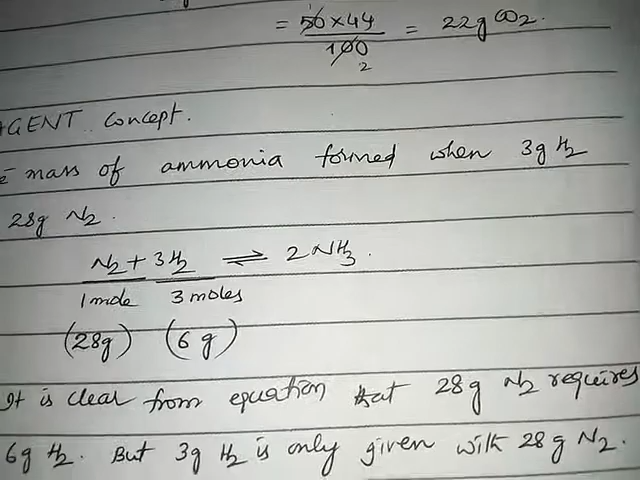 = 50 × 44 / 100 = 22g CO2.
2
AGENT concept.
mass of ammonia formed when 3g H2
28g N2.
N2 + 3H2 ⇌ 2NH3.
1 mole 3 moles
(28g) (6g)
It is clear from equation that 28g N2 requires
6g H2. But 3g H2 is only given with 28g N2.